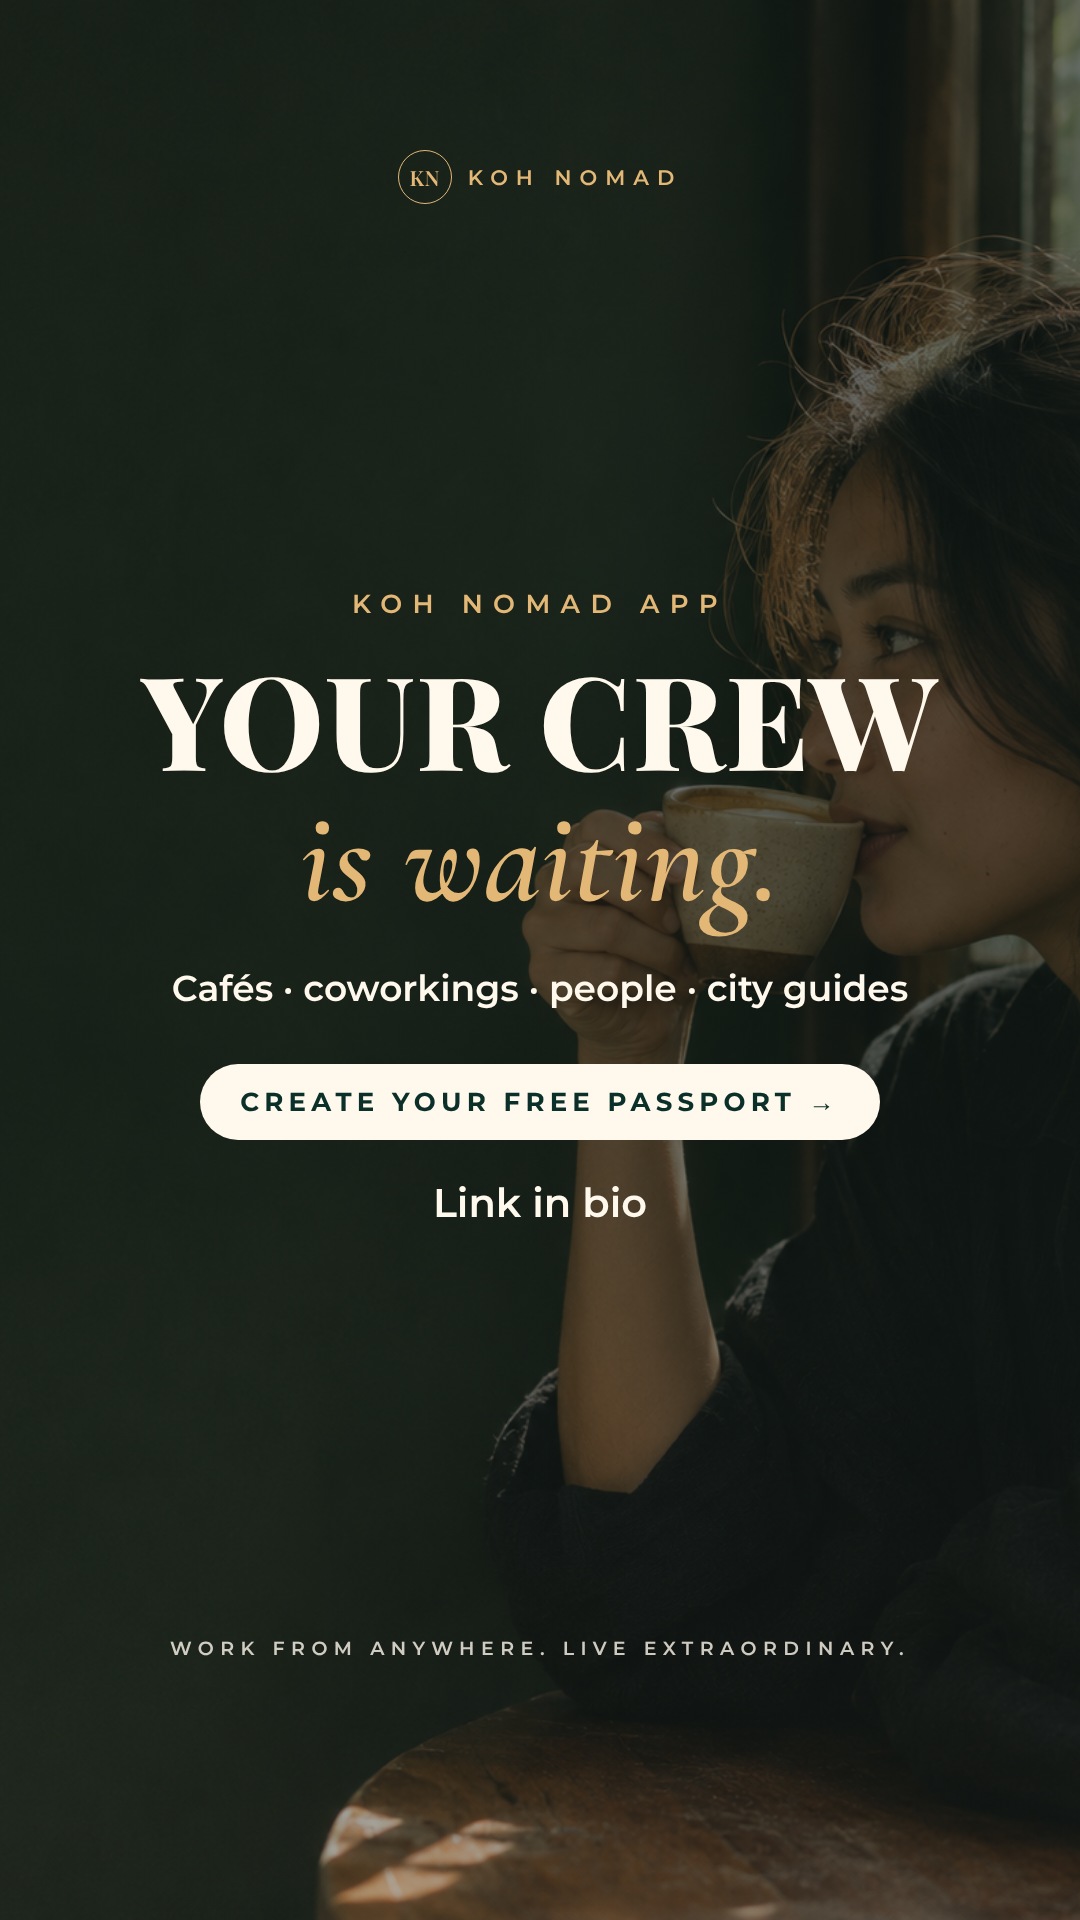 KN KOH NOMAD
KOH NOMAD APP
YOUR CREW
is waiting.
Cafés · coworkings · people · city guides
CREATE YOUR FREE PASSPORT →
Link in bio
WORK FROM ANYWHERE. LIVE EXTRAORDINARY.